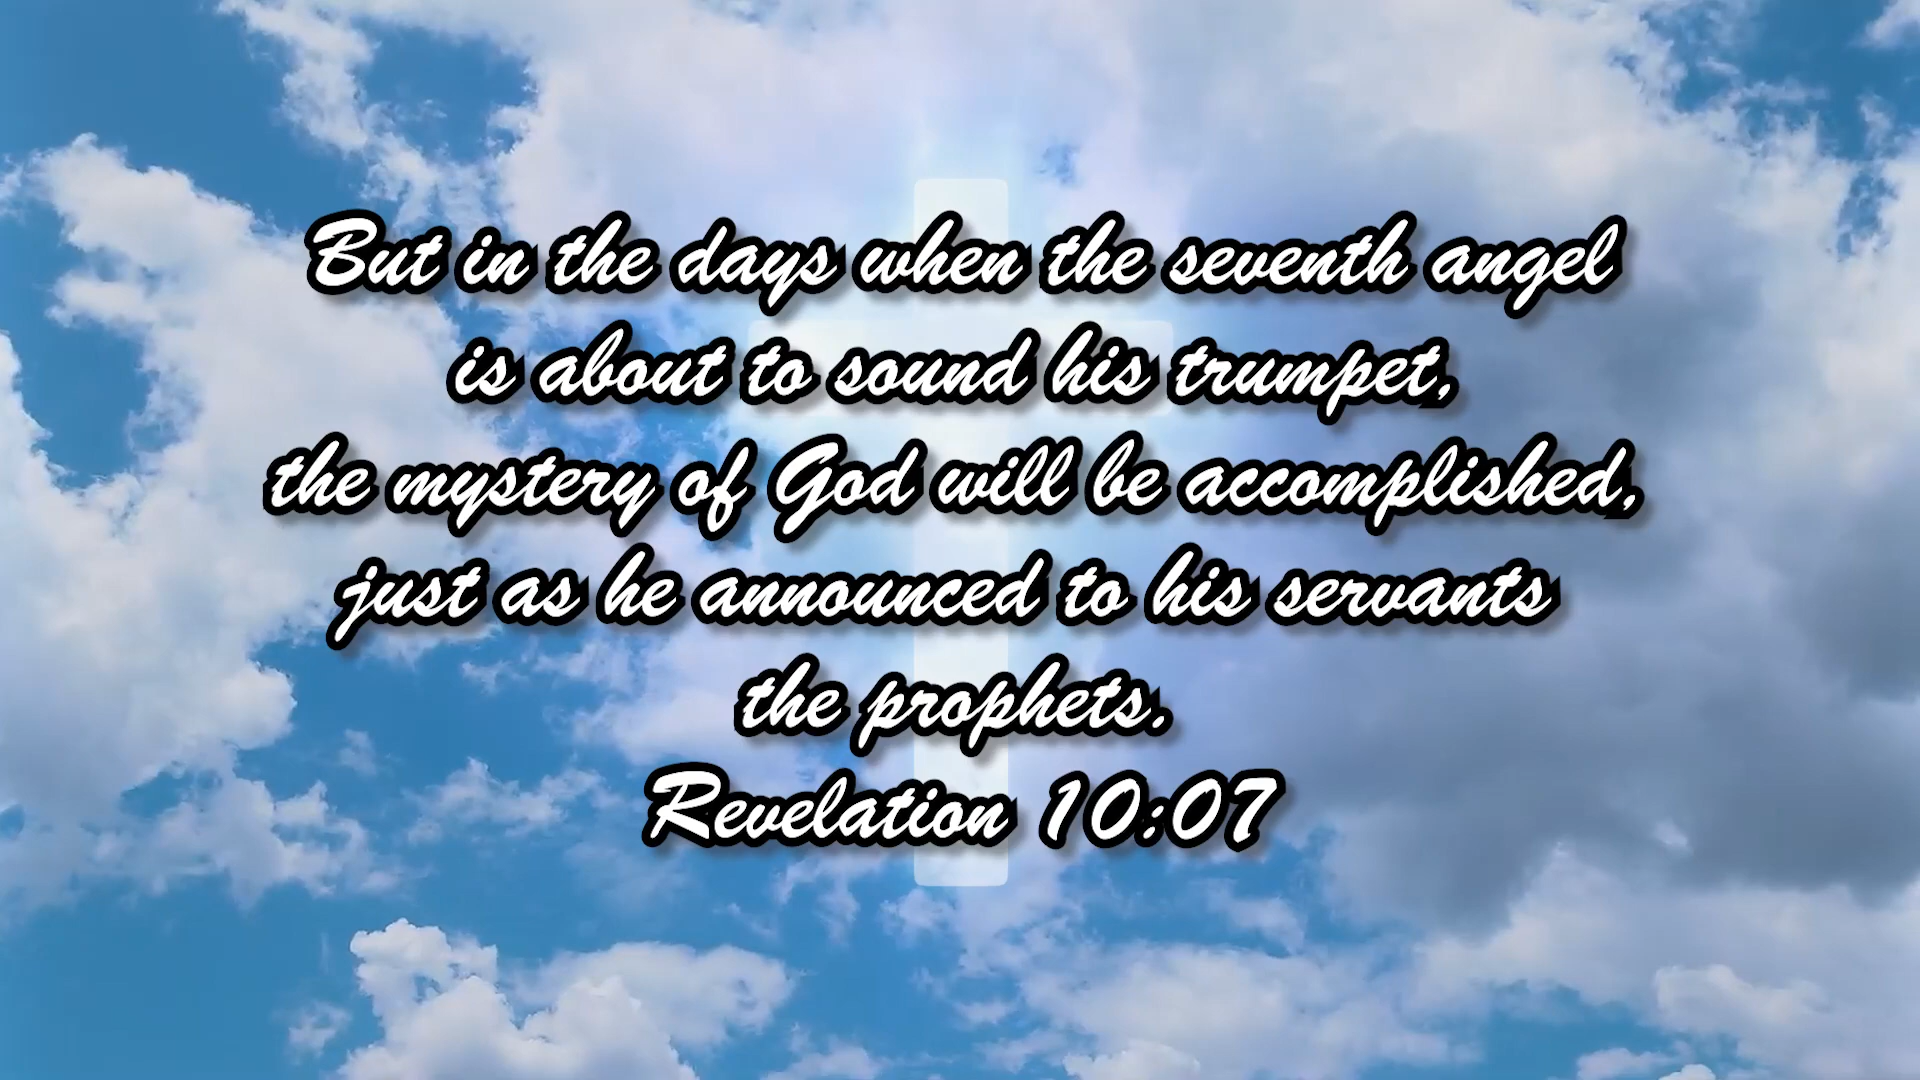 But in the days when the seventh angel
is about to sound his trumpet,
the mystery of God will be accomplished,
just as he announced to his servants
the prophets.
Revelation 10:07